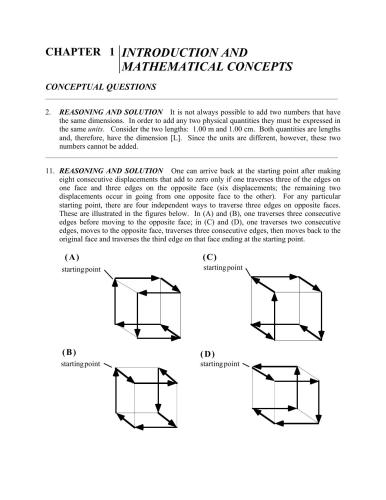 CHAPTER 1 INTRODUCTION AND
MATHEMATICAL CONCEPTS
CONCEPTUAL QUESTIONS
2. REASONING AND SOLUTION It is not always possible to add two numbers that have
the same dimensions. In order to add any two physical quantities they must be expressed in
the same units. Consider the two lengths: 1.00 m and 1.00 cm. Both quantities are lengths
and, therefore, have the dimension [L]. Since the units are different, however, these two
numbers cannot be added.
11. REASONING AND SOLUTION One can arrive back at the starting point after making
eight consecutive displacements that add to zero only if one traverses three of the edges on
one face and three edges on the opposite face (six displacements; the remaining two
displacements occur in going from one opposite face to the other). For any particular
starting point, there are four independent ways to traverse three edges on opposite faces.
These are illustrated in the figures below. In (A) and (B), one traverses three consecutive
edges before moving to the opposite face; in (C) and (D), one traverses two consecutive
edges, moves to the opposite face, traverses three consecutive edges, then moves back to the
original face and traverses the third edge on that face ending at the starting point.
(A)
starting point
(C)
starting point
(B)
starting point
(D)
starting point